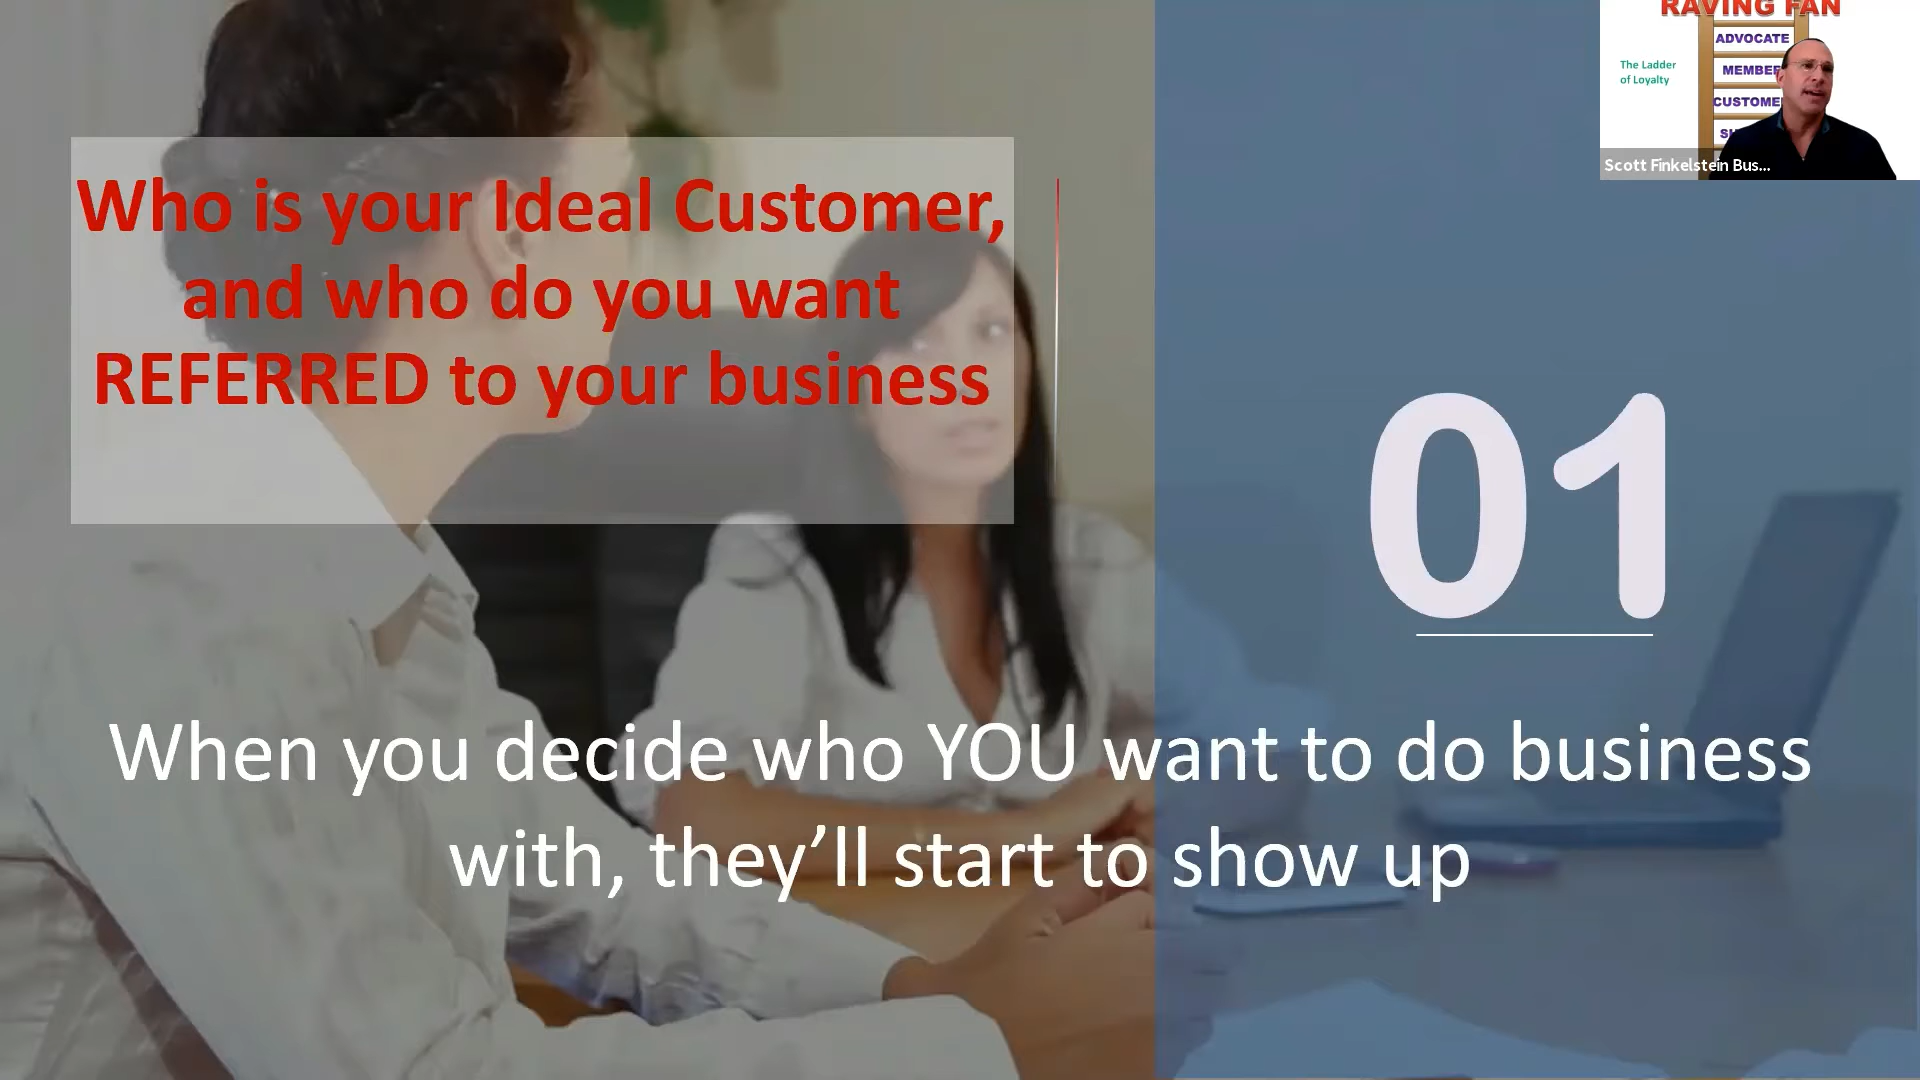 Who is your Ideal Customer,
and who do you want
REFERRED to your business
01
When you decide who YOU want to do business
with, they’ll start to show up
RAVING FAN
ADVOCATE
The Ladder
of Loyalty
Scott Finkelstein Bus...